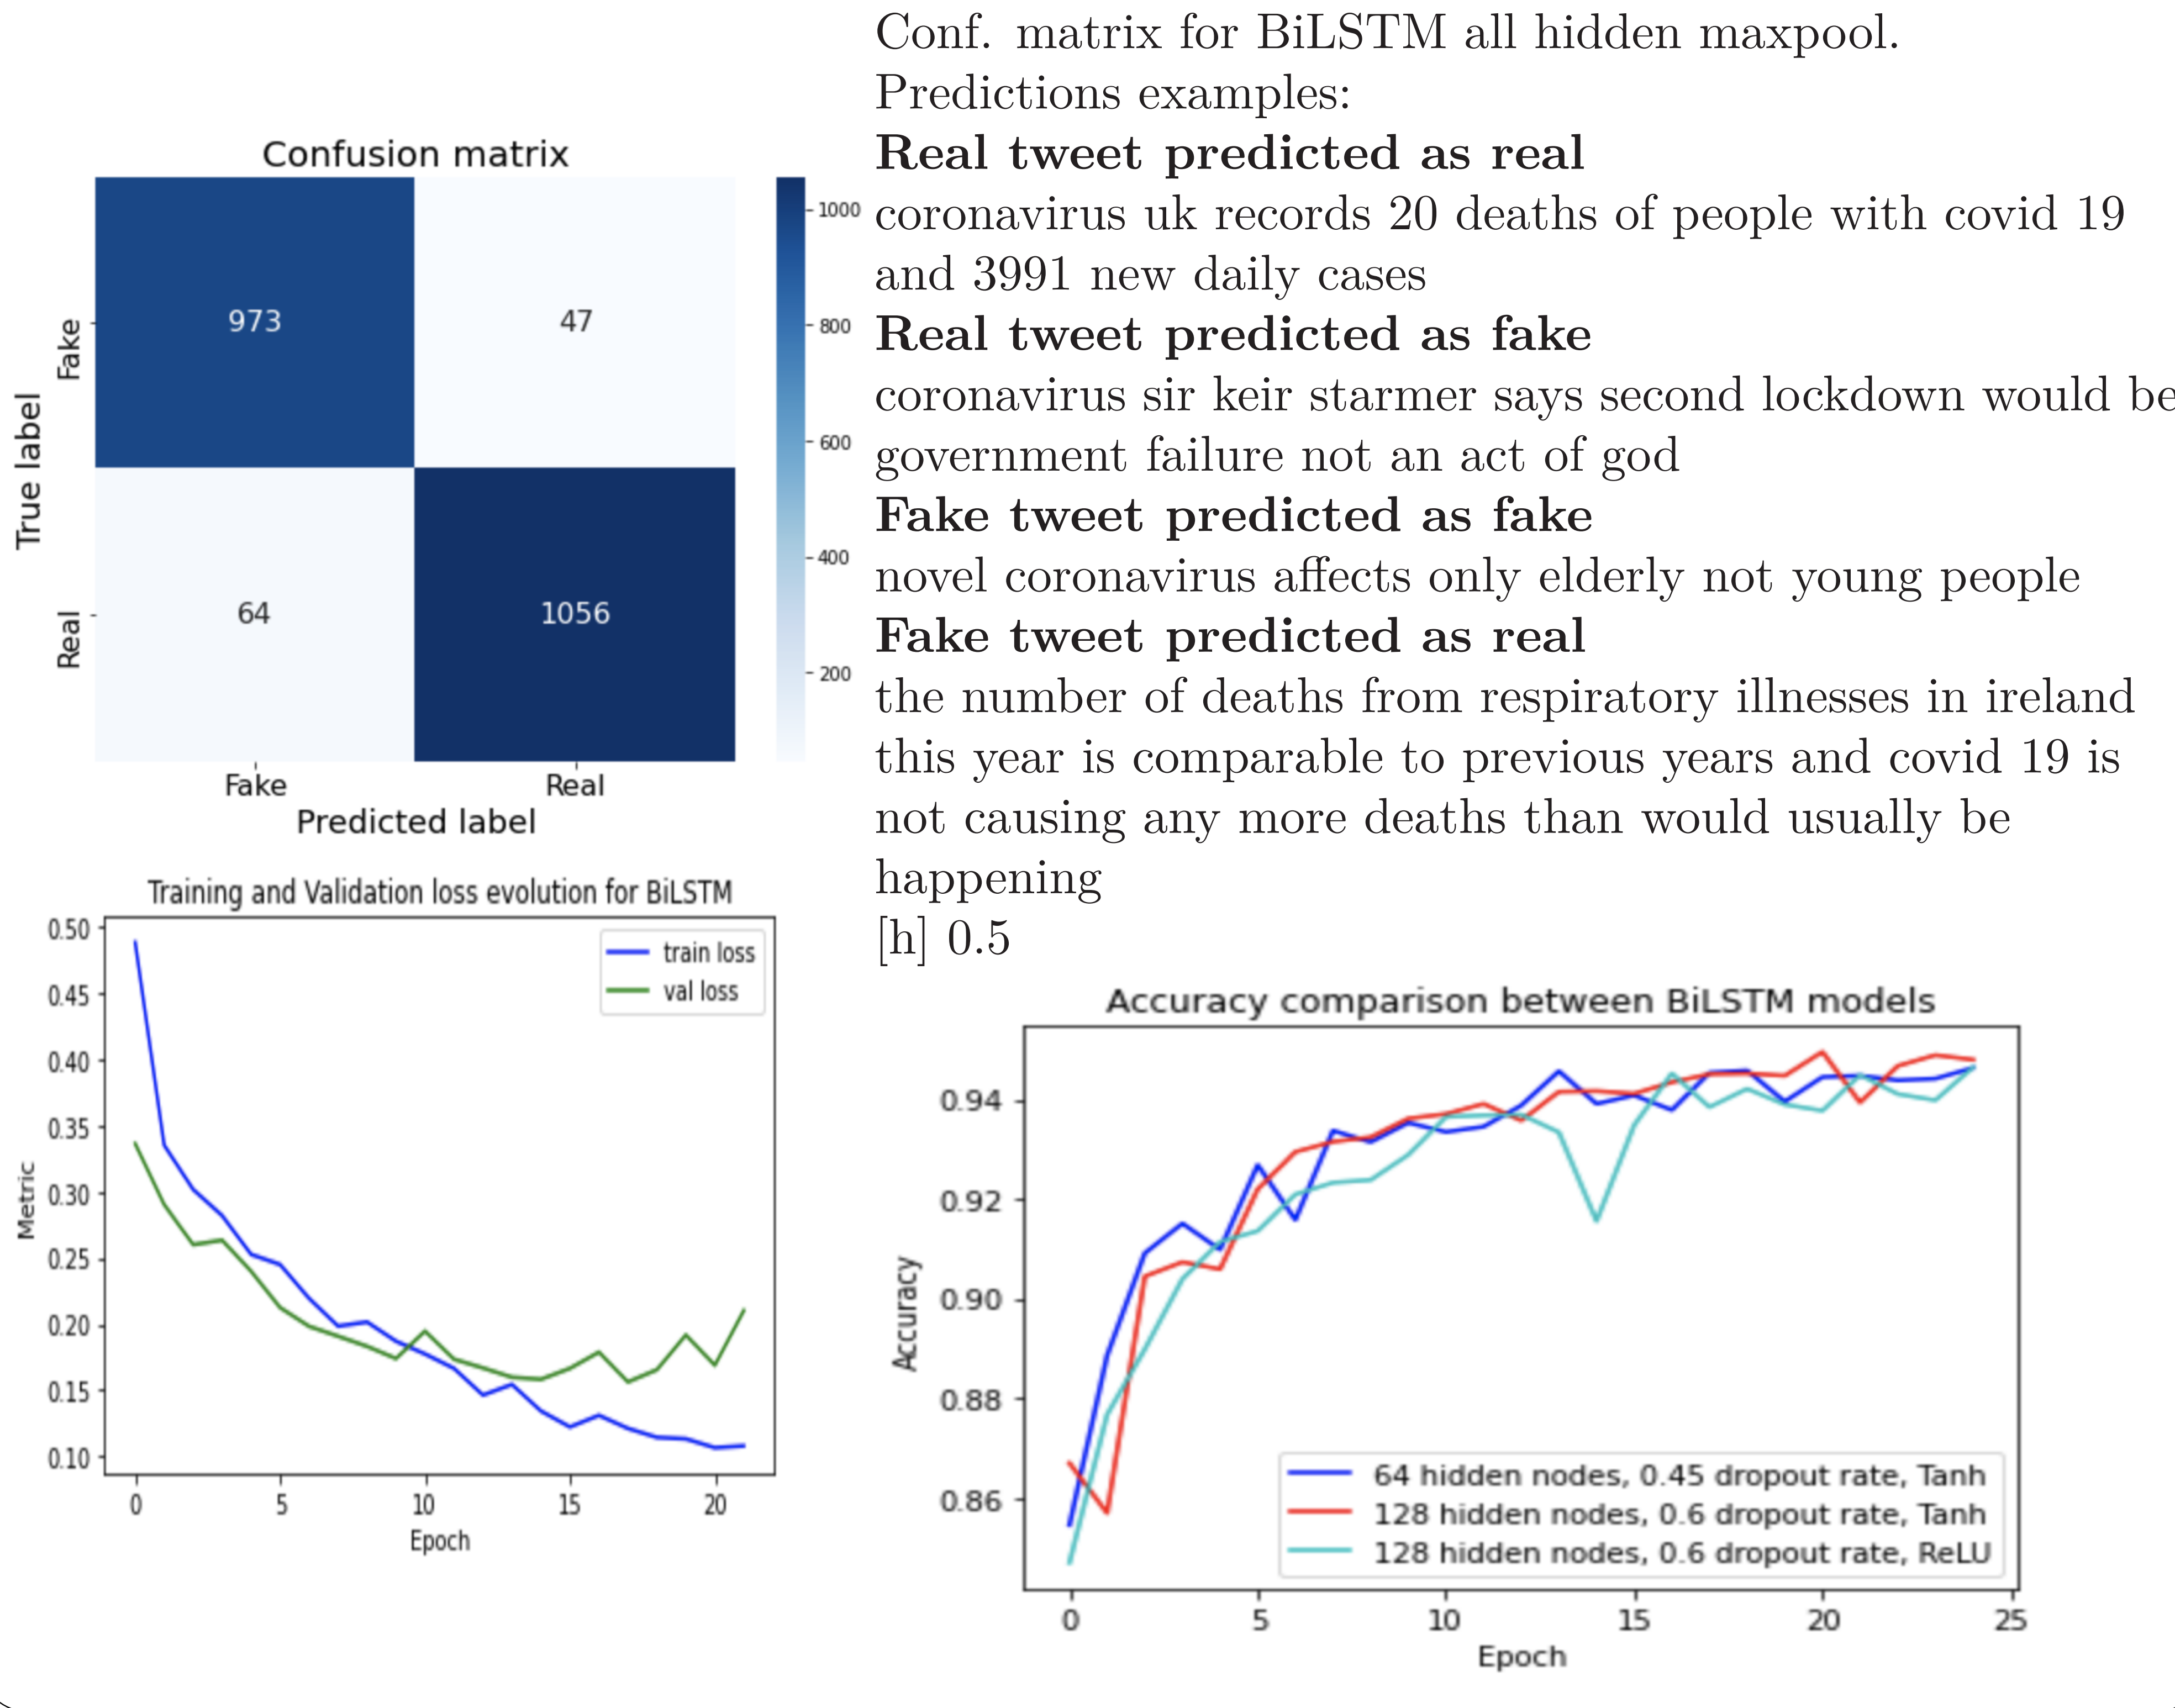 Conf. matrix for BiLSTM all hidden maxpool.
Predictions examples:
Real tweet predicted as real
coronavirus uk records 20 deaths of people with covid 19
and 3991 new daily cases
Real tweet predicted as fake
coronavirus sir keir starmer says second lockdown would be
government failure not an act of god
Fake tweet predicted as fake
novel coronavirus affects only elderly not young people
Fake tweet predicted as real
the number of deaths from respiratory illnesses in ireland
this year is comparable to previous years and covid 19 is
not causing any more deaths than would usually be
happening
[h] 0.5
Confusion matrix
973
47
64
1056
True label
Fake
Real
Fake
Real
Predicted label
1000
800
600
400
200
Training and Validation loss evolution for BiLSTM
train loss
val loss
Metric
0.50
0.45
0.40
0.35
0.30
0.25
0.20
0.15
0.10
0
5
10
15
20
Epoch
Accuracy comparison between BiLSTM models
Accuracy
0.94
0.92
0.90
0.88
0.86
64 hidden nodes, 0.45 dropout rate, Tanh
128 hidden nodes, 0.6 dropout rate, Tanh
128 hidden nodes, 0.6 dropout rate, ReLU
0
5
10
15
20
25
Epoch